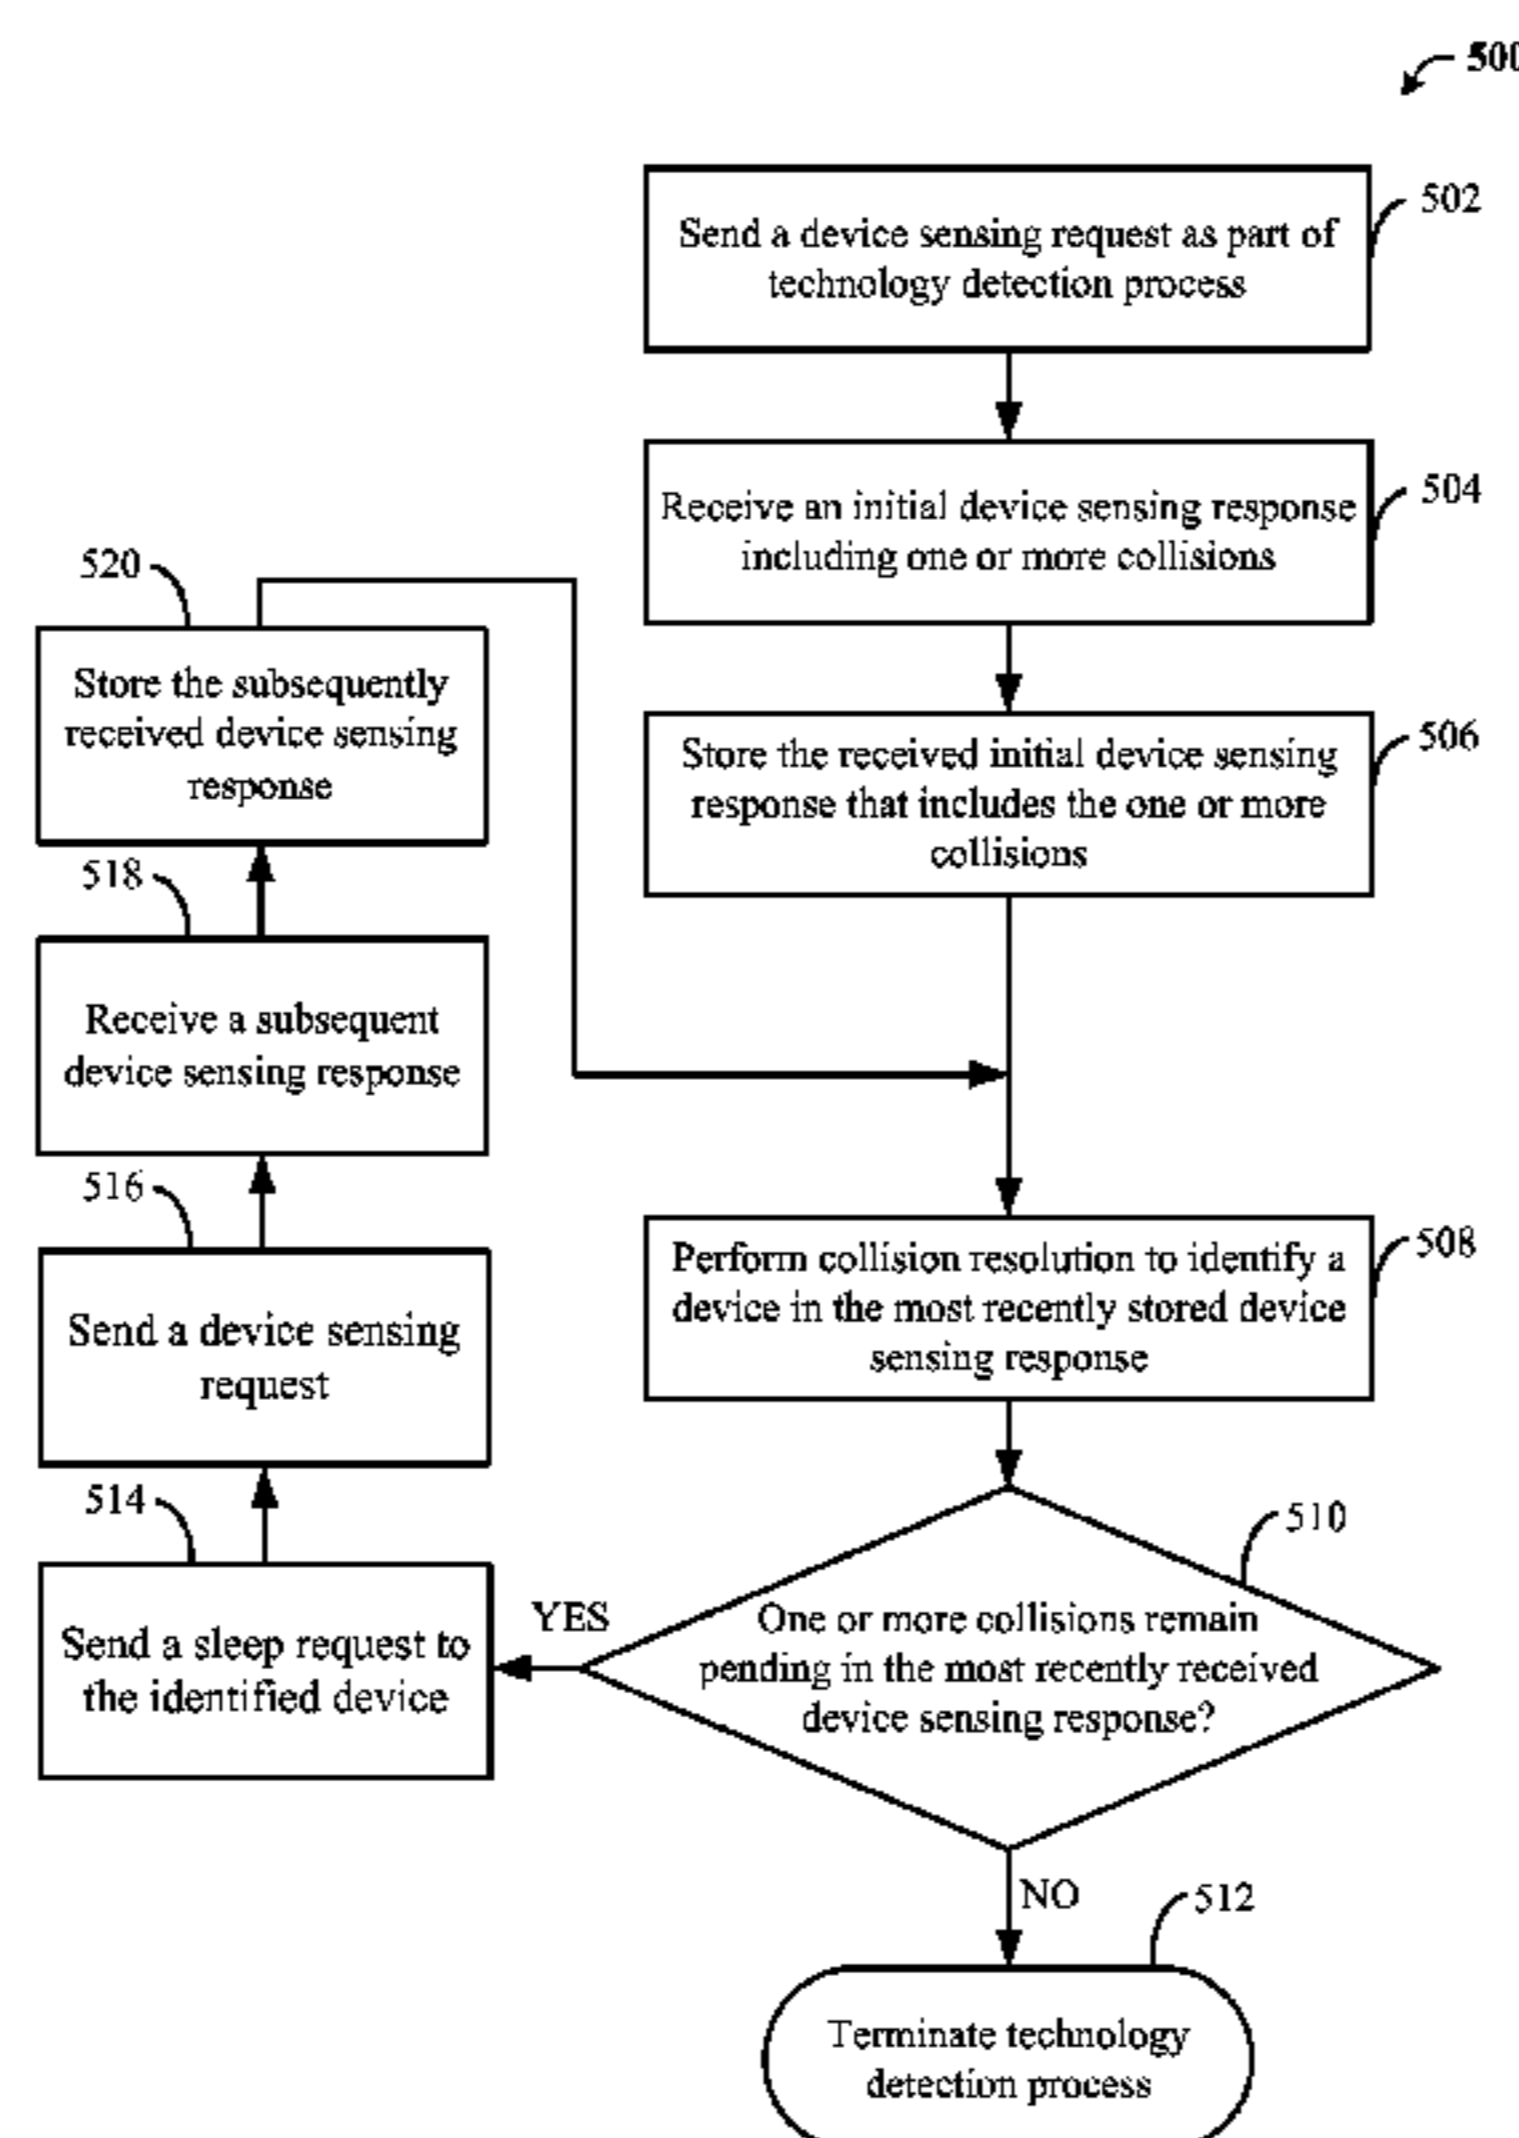 500
502
Send a device sensing request as part of
technology detection process
504
Receive an initial device sensing response
including one or more collisions
506
Store the received initial device sensing
response that includes the one or more
collisions
508
Perform collision resolution to identify a
device in the most recently stored device
sensing response
510
One or more collisions remain
pending in the most recently received
device sensing response?
NO
512
Terminate technology
detection process
YES
514
Send a sleep request to
the identified device
516
Send a device sensing
request
518
Receive a subsequent
device sensing response
520
Store the subsequently
received device sensing
response